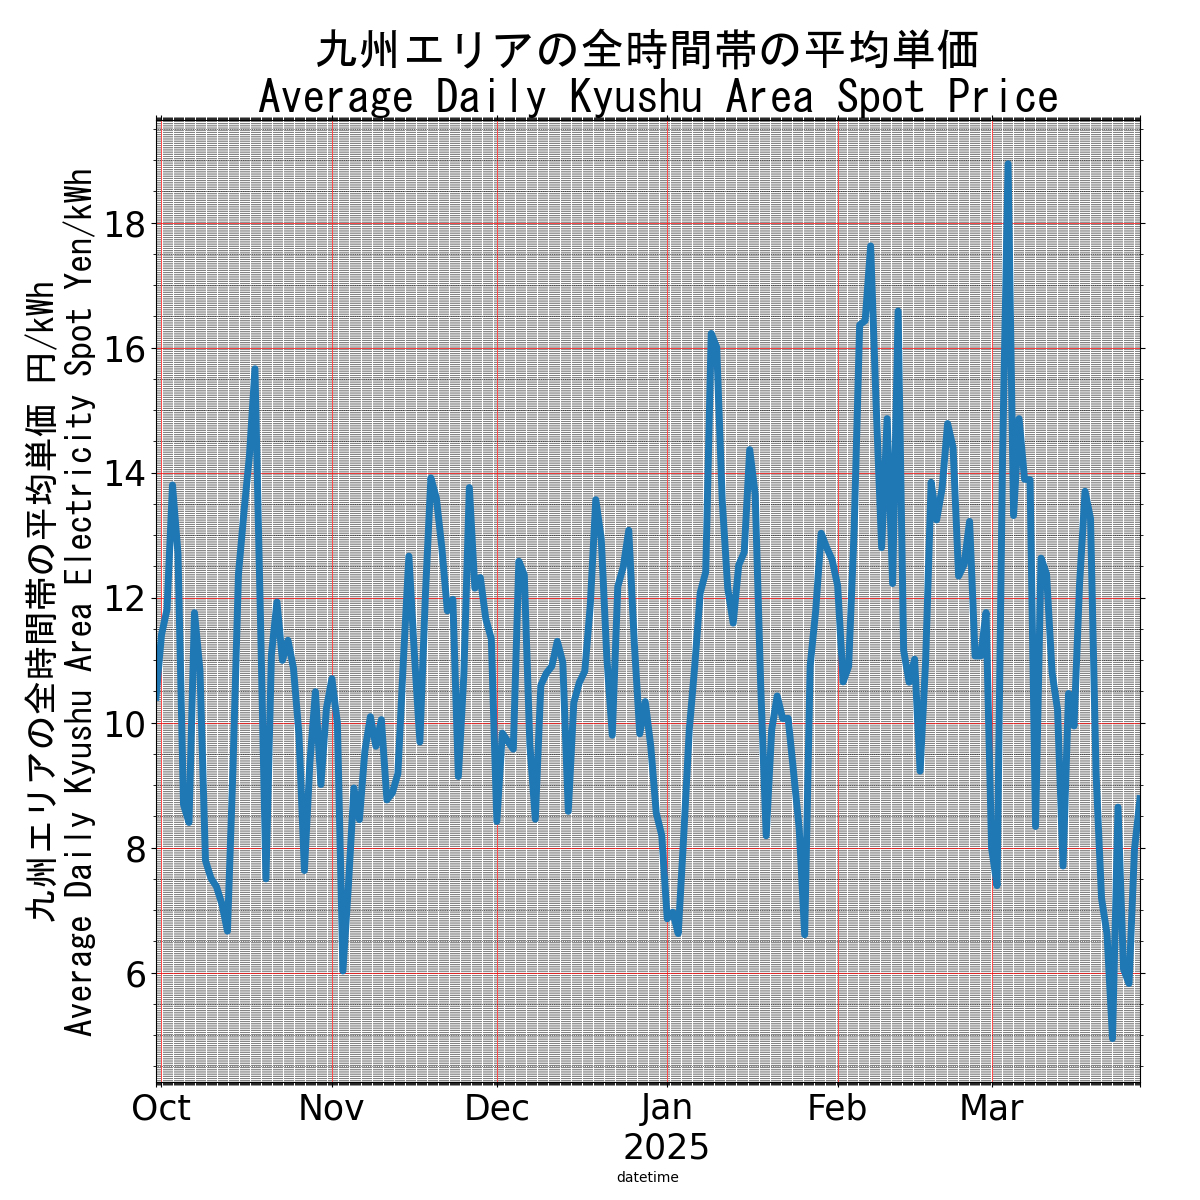 九州エリアの全時間帯の平均単価
Average Daily Kyushu Area Spot Price
九州エリアの全時間帯の平均単価 円/kWh
Average Daily Kyushu Area Electricity Spot Yen/kWh
18
16
14
12
10
8
6
Oct Nov Dec Jan Feb Mar
2025
datetime